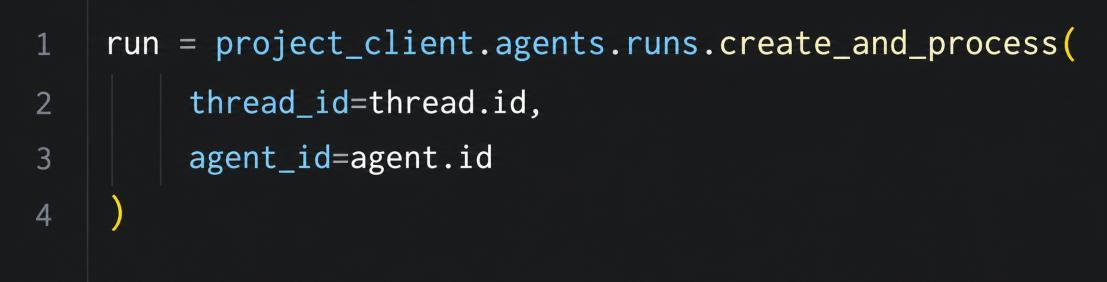 1 run = project_client.agents.runs.create_and_process(
2 thread_id=thread.id,
3 agent_id=agent.id
4 )